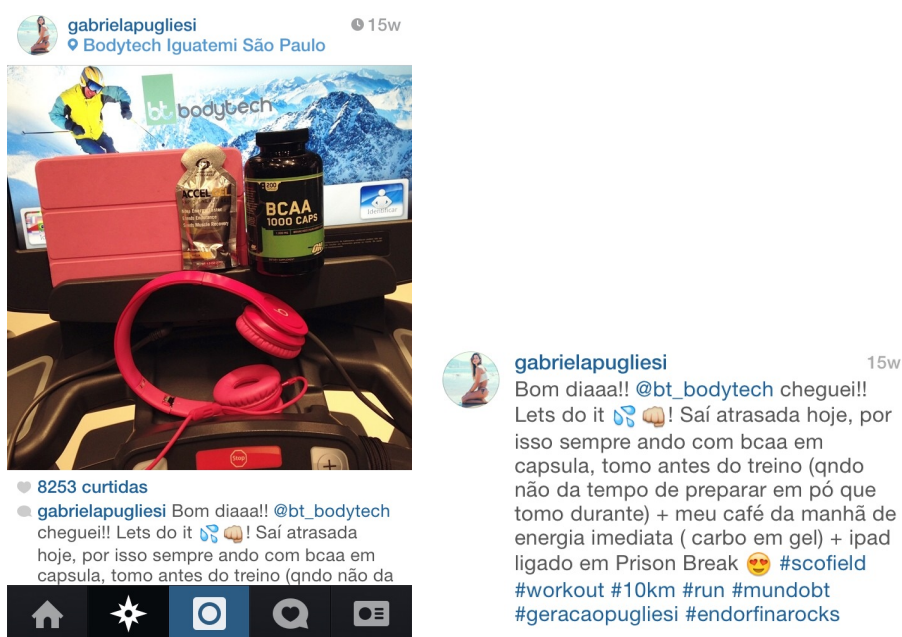 gabrielapugliesi
15w
Bodytech Iguatemi São Paulo
bt bodytech
ACCEL GEL
200
BCAA
1000 CAPS
ON
Identificar
Stop
+
8253 curtidas
gabrielapugliesi Bom diaaa!! @bt_bodytech
cheguei!! Lets do it 💦👊! Saí atrasada
hoje, por isso sempre ando com bcaa em
capsula, tomo antes do treino (qndo não da
gabrielapugliesi
15w
Bom diaaa!! @bt_bodytech cheguei!!
Lets do it 💦👊! Saí atrasada hoje, por
isso sempre ando com bcaa em
capsula, tomo antes do treino (qndo
não da tempo de preparar em pó que
tomo durante) + meu café da manhã de
energia imediata ( carbo em gel) + ipad
ligado em Prison Break 😍 #scofield
#workout #10km #run #mundobt
#geracaopugliesi #endorfinarocks